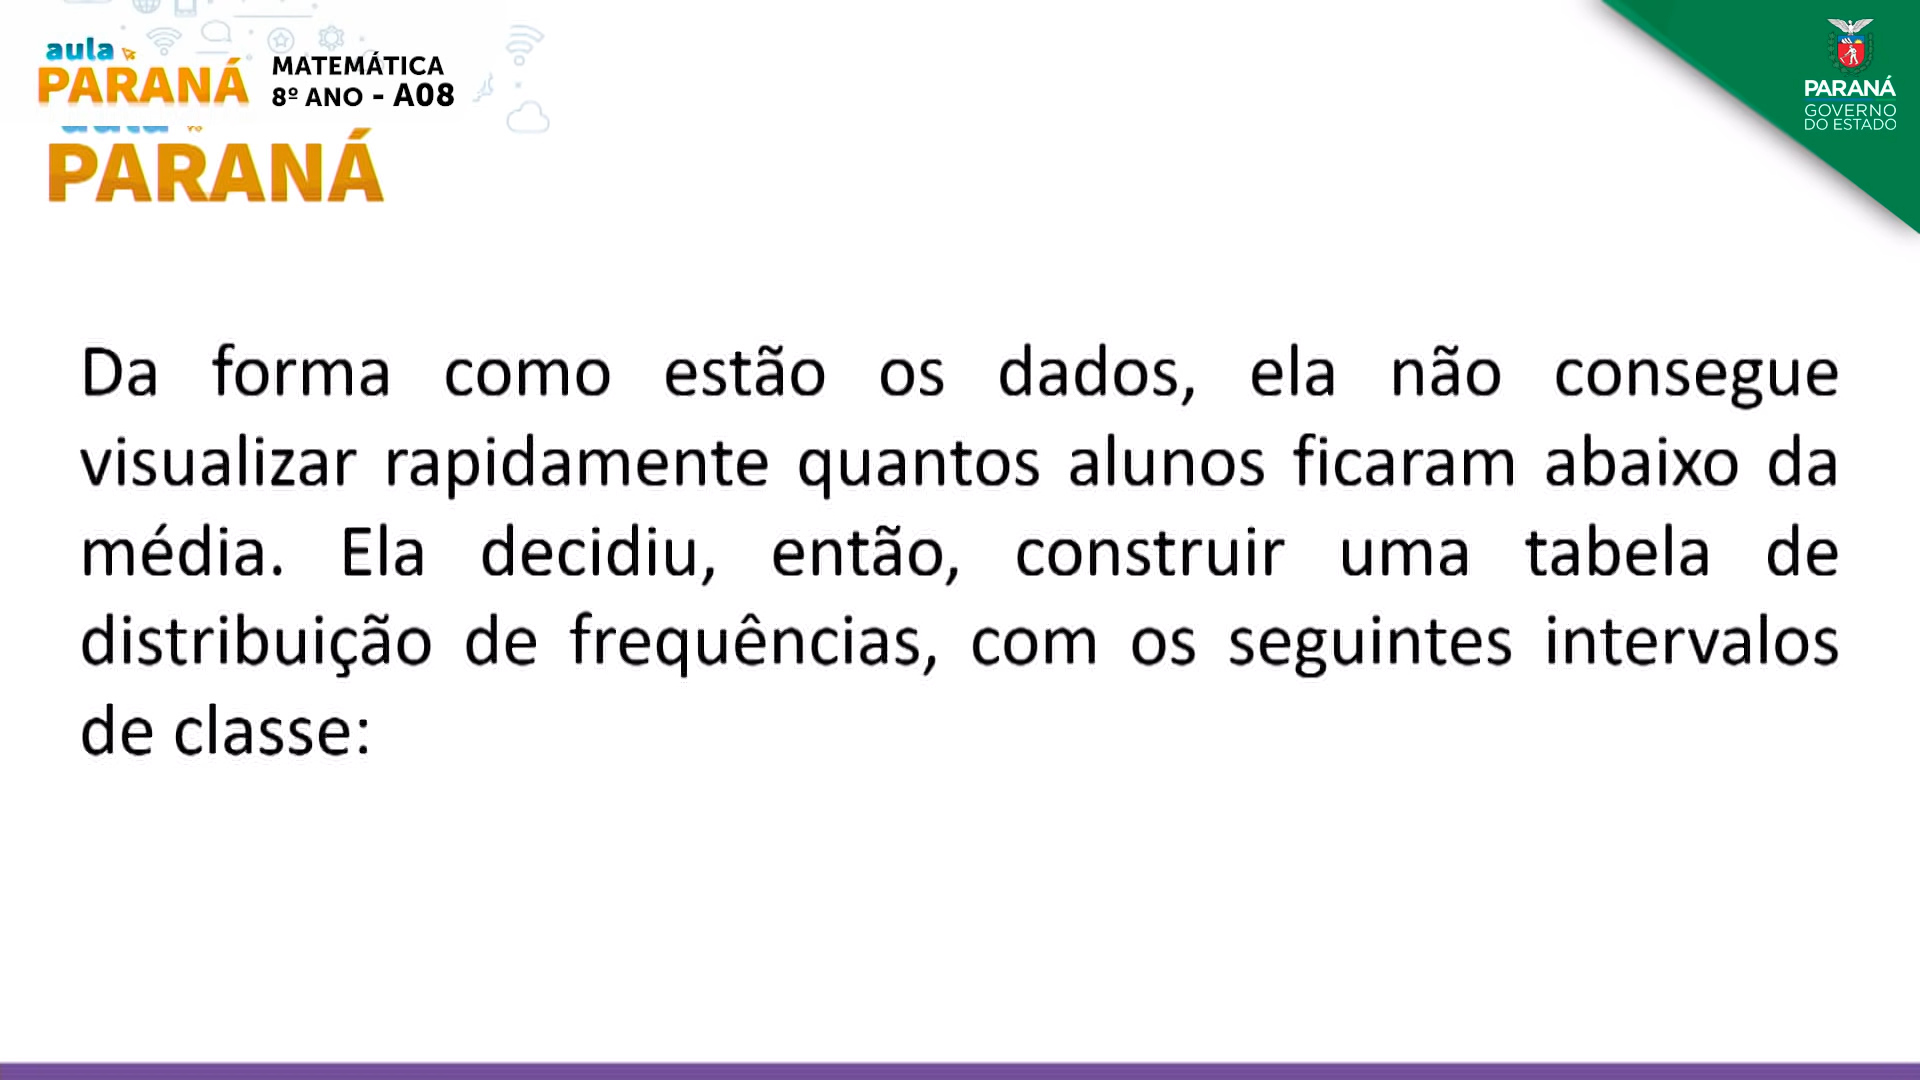 aula
PARANÁ
MATEMÁTICA
8º ANO - A08
PARANÁ
GOVERNO
DO ESTADO
aula
PARANÁ
Da forma como estão os dados, ela não consegue
visualizar rapidamente quantos alunos ficaram abaixo da
média. Ela decidiu, então, construir uma tabela de
distribuição de frequências, com os seguintes intervalos
de classe: